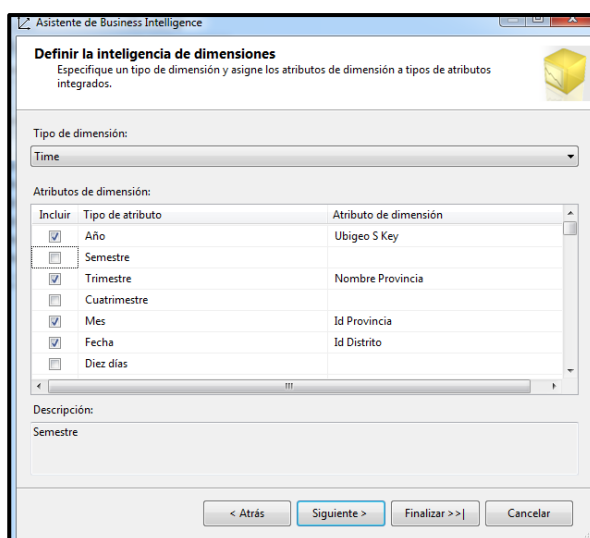 Asistente de Business Intelligence
Definir la inteligencia de dimensiones
Especifique un tipo de dimensión y asigne los atributos de dimensión a tipos de atributos
integrados.
Tipo de dimensión:
Time
Atributos de dimensión:
Incluir Tipo de atributo Atributo de dimensión
Año Ubigeo S Key
Semestre
Trimestre Nombre Provincia
Cuatrimestre
Mes Id Provincia
Fecha Id Distrito
Diez días
Descripción:
Semestre
< Atrás Siguiente > Finalizar >>| Cancelar